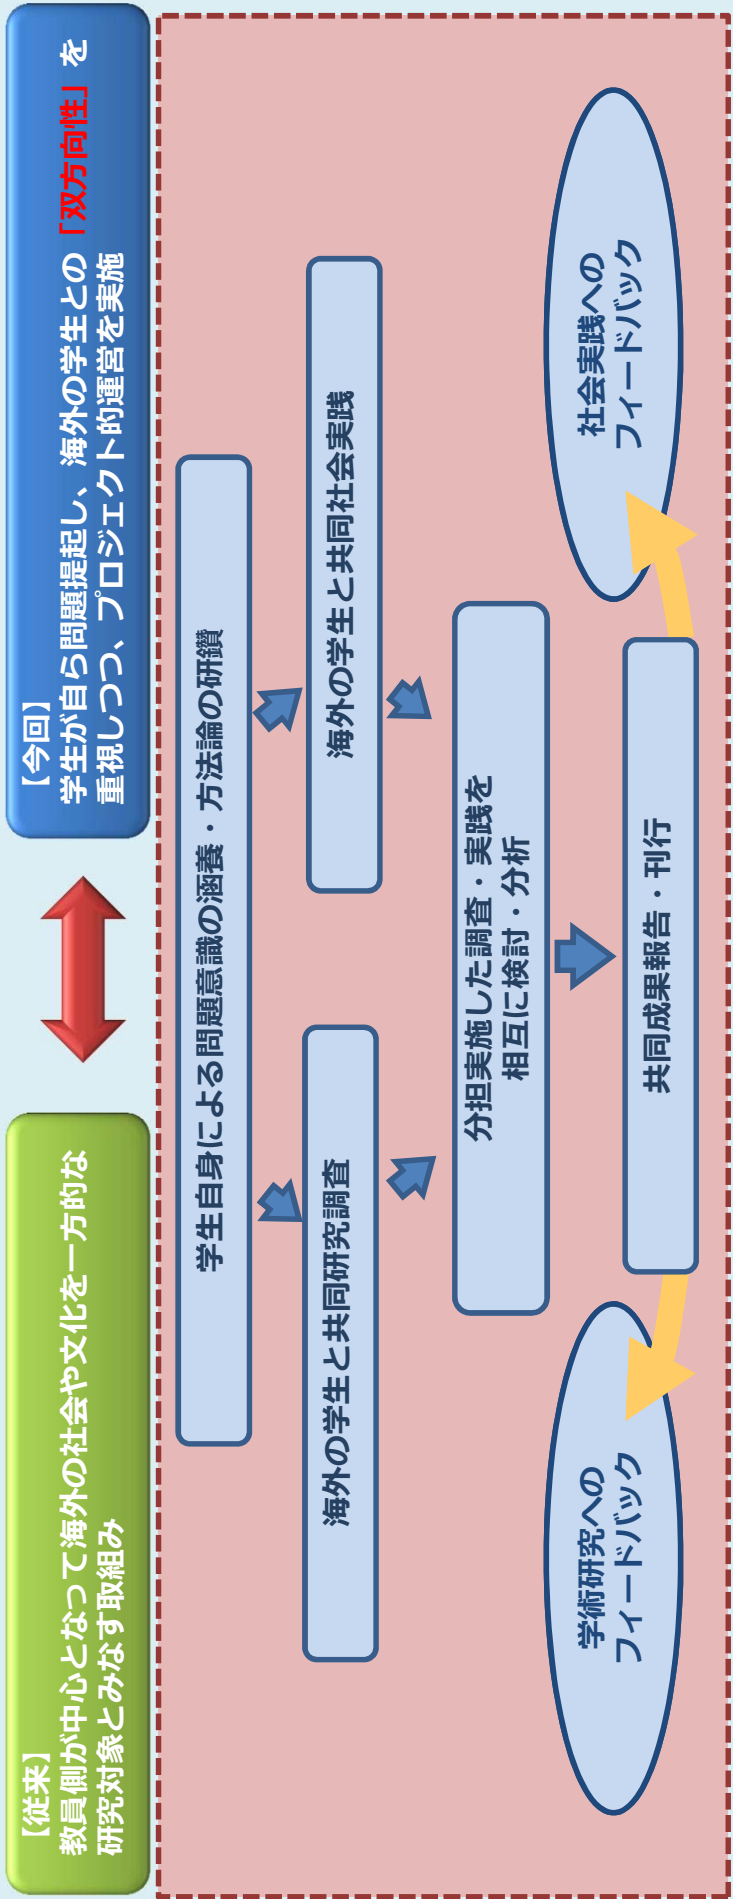 【従来】
教員側が中心となって海外の社会や文化を一方的な
研究対象とみなす取組み
【今回】
学生が自ら問題提起し、海外の学生との「双方向性」を
重視しつつ、プロジェクト的運営を実施
学生自身による問題意識の涵養・方法論の研鑽
海外の学生と共同研究調査
海外の学生と共同社会実践
分担実施した調査・実践を
相互に検討・分析
共同成果報告・刊行
学術研究への
フィードバック
社会実践への
フィードバック